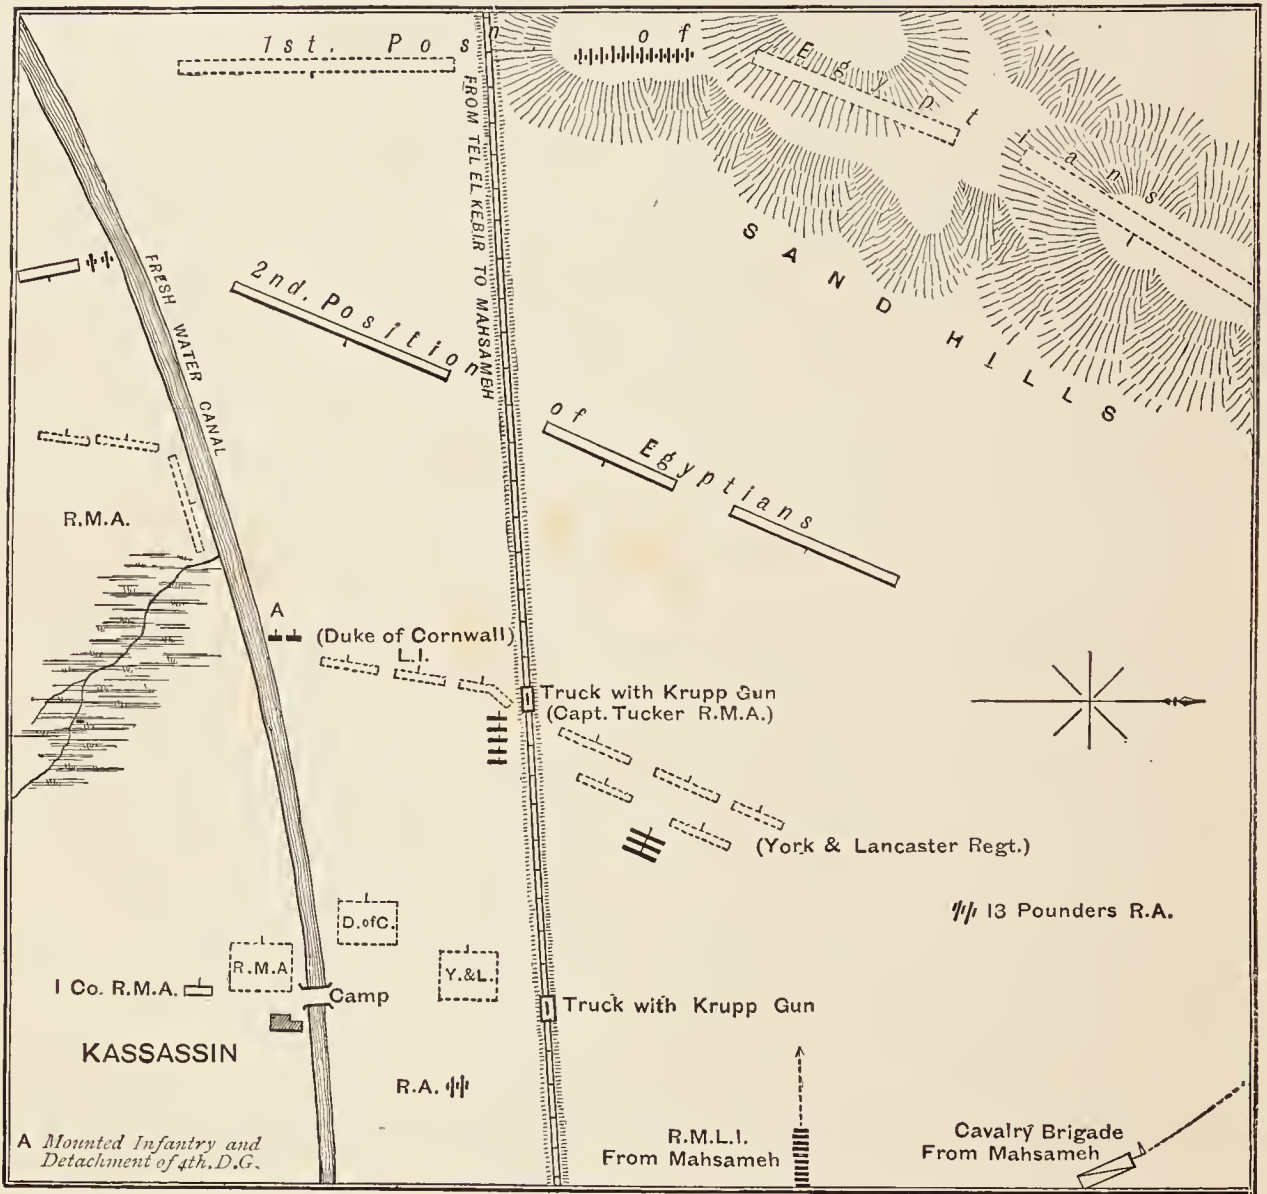 1st. Posn of Egyptians
FROM TEL EL KEBIR TO MAHSAMEH
SAND HILLS
FRESH WATER CANAL
2nd. Position of Egyptians
R.M.A.
A
(Duke of Cornwall)
L.I.
Truck with Krupp Gun
(Capt. Tucker R.M.A.)
(York & Lancaster Regt.)
13 Pounders R.A.
D. of C.
R.M.A
Y. & L.
1 Co. R.M.A.
Camp
Truck with Krupp Gun
KASSASSIN
R.A.
A Mounted Infantry and
Detachment of 4th. D.G.
R.M.L.I.
From Mahsameh
Cavalry Brigade
From Mahsameh